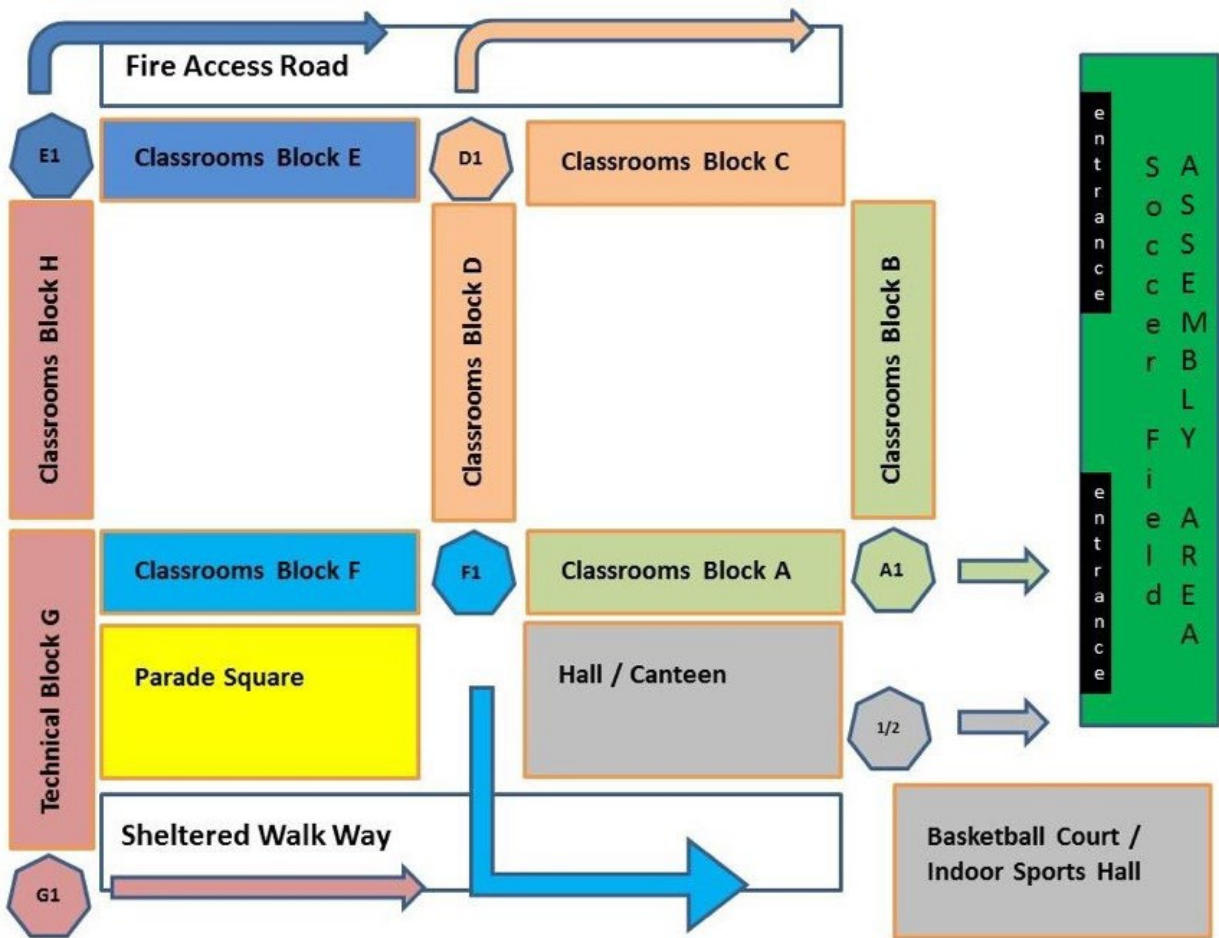 Fire Access Road
E1
Classrooms Block E
D1
Classrooms Block C
Classrooms Block H
Classrooms Block D
Classrooms Block B
entrance
Soccer Field
ASSEMBLY AREA
entrance
Classrooms Block F
F1
Classrooms Block A
A1
Technical Block G
Parade Square
Hall / Canteen
1/2
Sheltered Walk Way
G1
Basketball Court /
Indoor Sports Hall